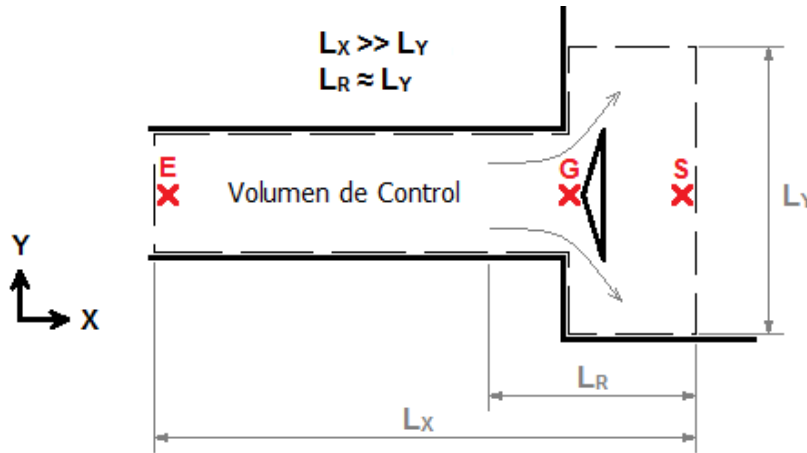 Lx >> LY
LR ≈ LY
E
G
S
Volumen de Control
LY
Y
X
LR
LX